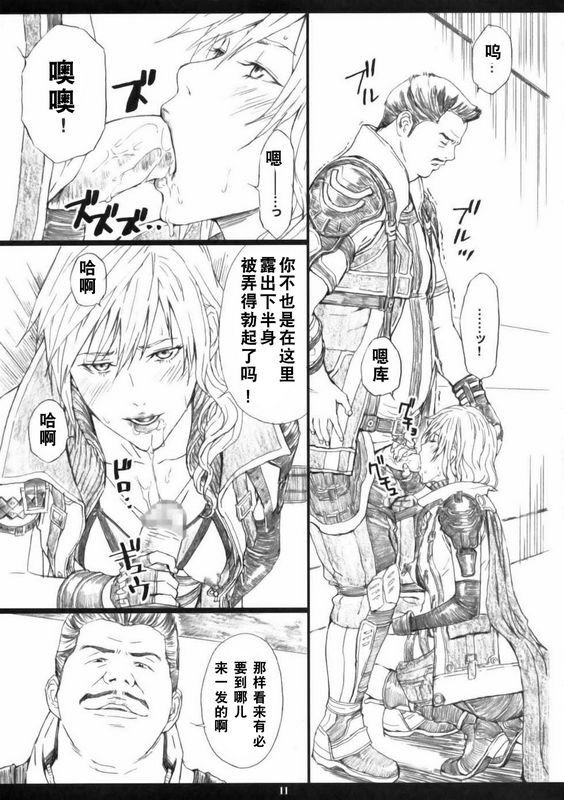 呜
…
ズル
ズル
……ッ！
嗯库
グチョ
グチュ
噢
噢
！
ズッ
嗯
——っ
ズズズ..
你不也是在这里
露出下半身
被弄得勃起了吗！
哈啊
哈啊
ドロ
ギュウ
那样看来有必
要到哪儿
来一发的啊
11